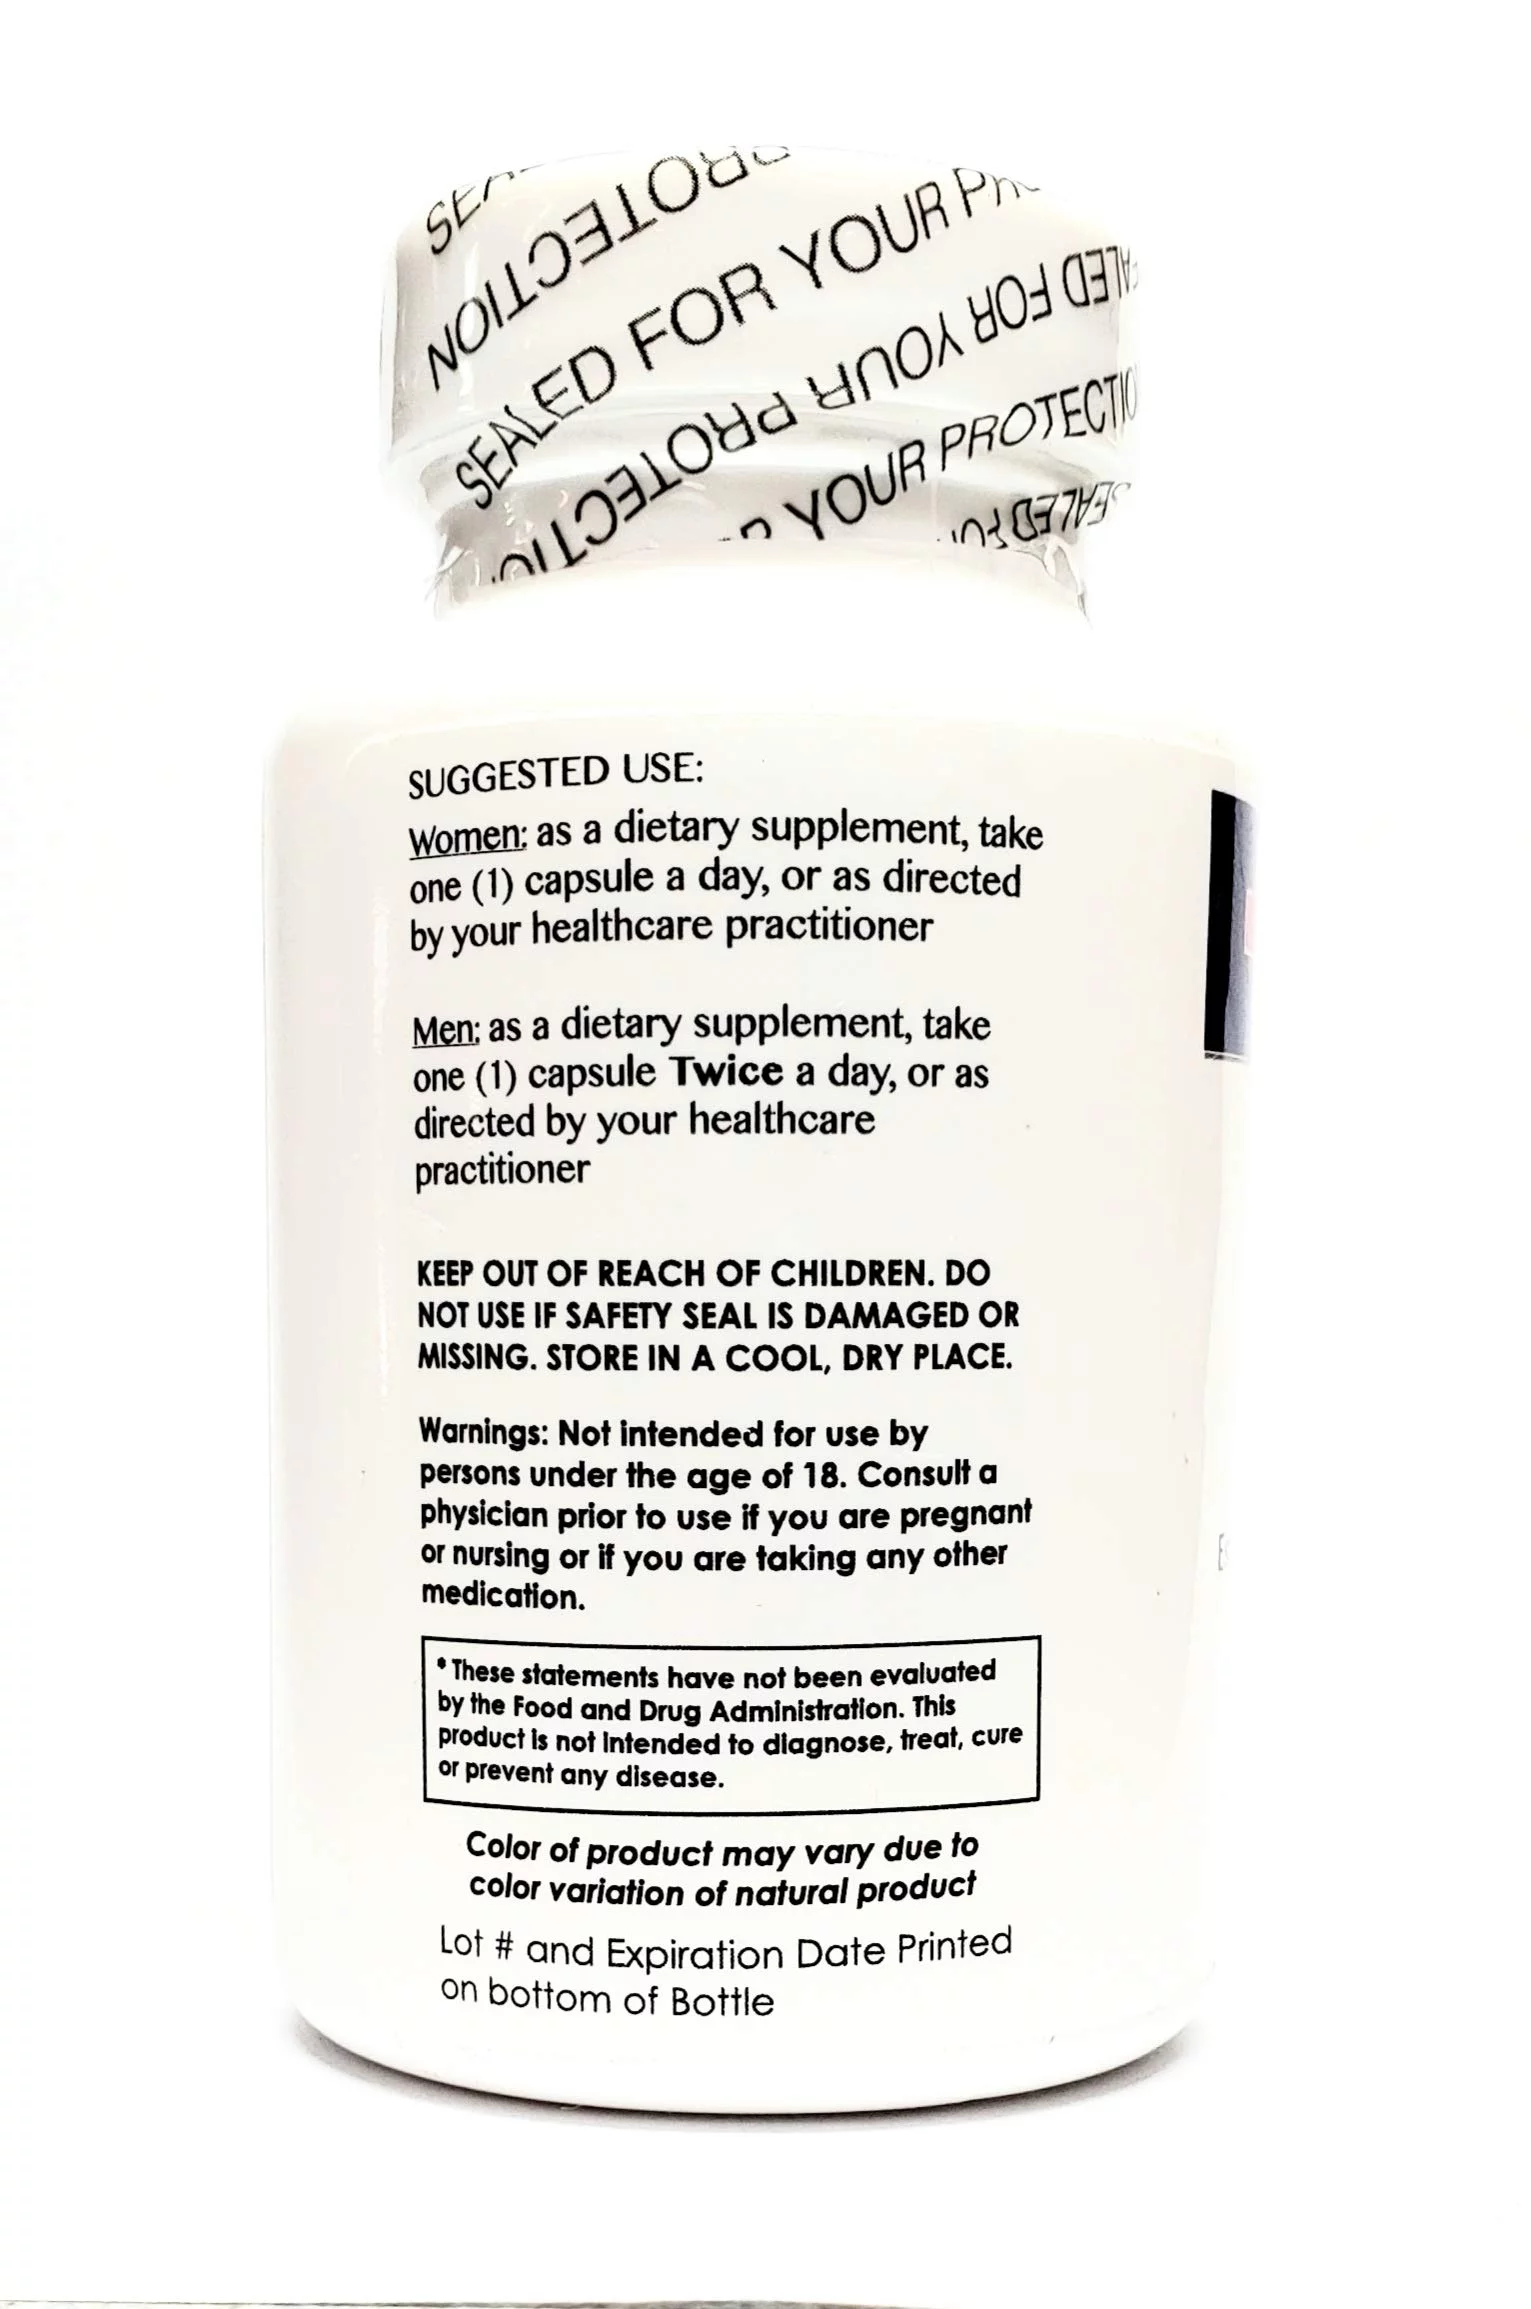 PROTECTION
SEALED FOR YOUR
SEALED FOR YOUR PROTECTION
YOUR PROTECTION
SEALED
SUGGESTED USE:
Women: as a dietary supplement, take
one (1) capsule a day, or as directed
by your healthcare practitioner
Men: as a dietary supplement, take
one (1) capsule Twice a day, or as
directed by your healthcare
practitioner
KEEP OUT OF REACH OF CHILDREN. DO
NOT USE IF SAFETY SEAL IS DAMAGED OR
MISSING. STORE IN A COOL, DRY PLACE.
Warnings: Not intended for use by
persons under the age of 18. Consult a
physician prior to use if you are pregnant
or nursing or if you are taking any other
medication.
*These statements have not been evaluated
by the Food and Drug Administration. This
product is not intended to diagnose, treat, cure
or prevent any disease.
Color of product may vary due to
color variation of natural product
Lot # and Expiration Date Printed
on bottom of Bottle